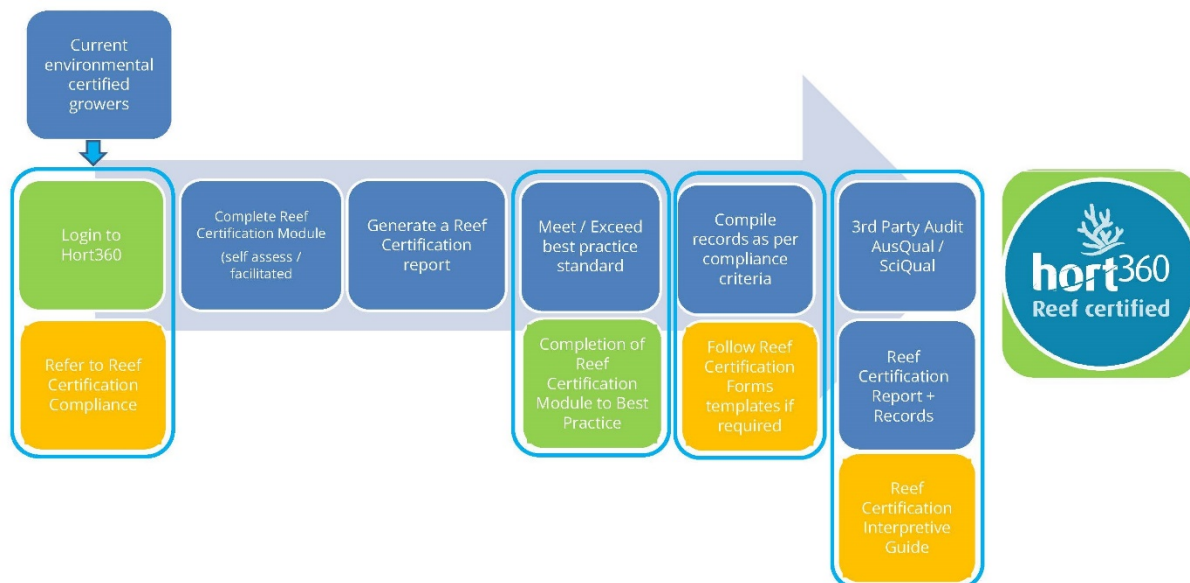 Current
environmental
certified
growers
Login to
Hort360
Refer to Reef
Certification
Compliance
Complete Reef
Certification Module
(self assess /
facilitated
Generate a Reef
Certification
report
Meet / Exceed
best practice
standard
Completion of
Reef
Certification
Module to Best
Practice
Compile
records as per
compliance
criteria
Follow Reef
Certification
Forms
templates if
required
3rd Party Audit
AusQual /
SciQual
Reef
Certification
Report +
Records
Reef
Certification
Interpretive
Guide
hort360
Reef certified